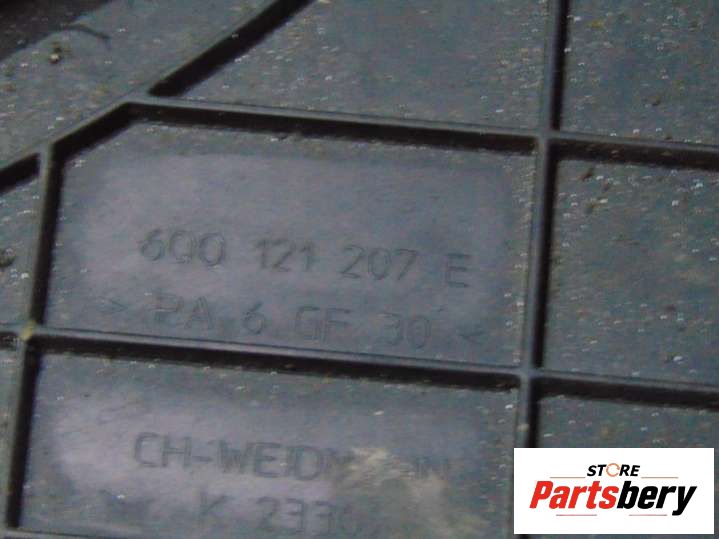 6Q0 121 207 E
> PA 6 GF 30 <
K
STORE
Partsbery